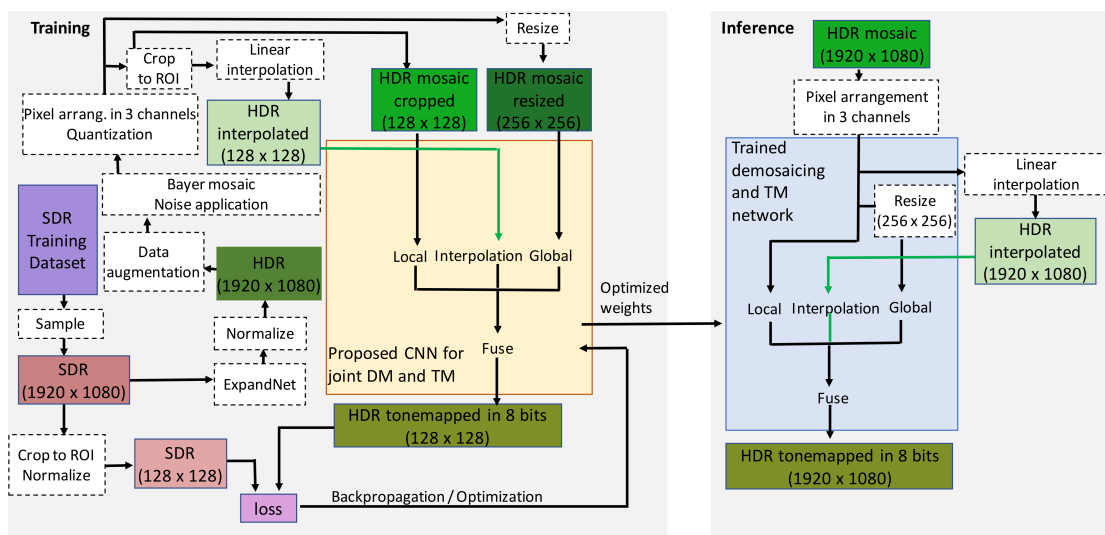 Training
Resize
Crop
to ROI
Linear
interpolation
HDR mosaic
cropped
(128 x 128)
HDR mosaic
resized
(256 x 256)
Pixel arrang. in 3 channels
Quantization
HDR
interpolated
(128 x 128)
Bayer mosaic
Noise application
SDR
Training
Dataset
Data
augmentation
HDR
(1920 x 1080)
Local
Interpolation
Global
Sample
Normalize
Fuse
SDR
(1920 x 1080)
ExpandNet
Proposed CNN for
joint DM and TM
HDR tonemapped in 8 bits
(128 x 128)
Crop to ROI
Normalize
SDR
(128 x 128)
loss
Backpropagation / Optimization
Optimized
weights
Inference
HDR mosaic
(1920 x 1080)
Pixel arrangement
in 3 channels
Trained
demosaicing
and TM
network
Linear
interpolation
Resize
(256 x 256)
HDR
interpolated
(1920 x 1080)
Local
Interpolation
Global
Fuse
HDR tonemapped in 8 bits
(1920 x 1080)